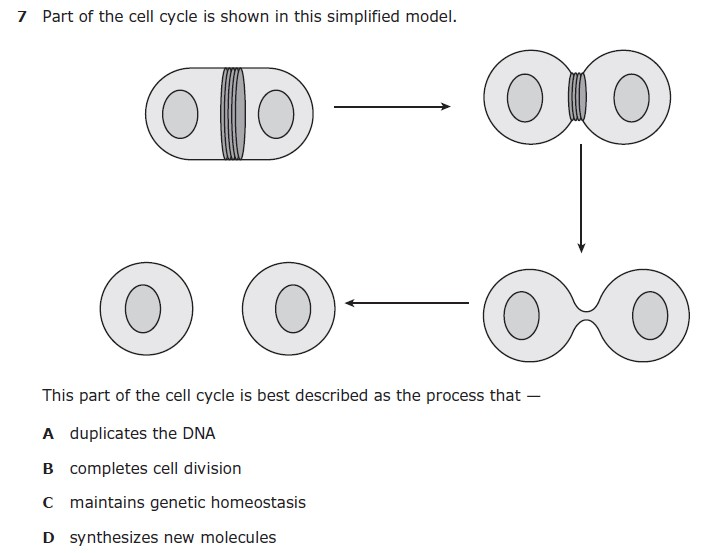 7 Part of the cell cycle is shown in this simplified model.
This part of the cell cycle is best described as the process that —
A duplicates the DNA
B completes cell division
C maintains genetic homeostasis
D synthesizes new molecules